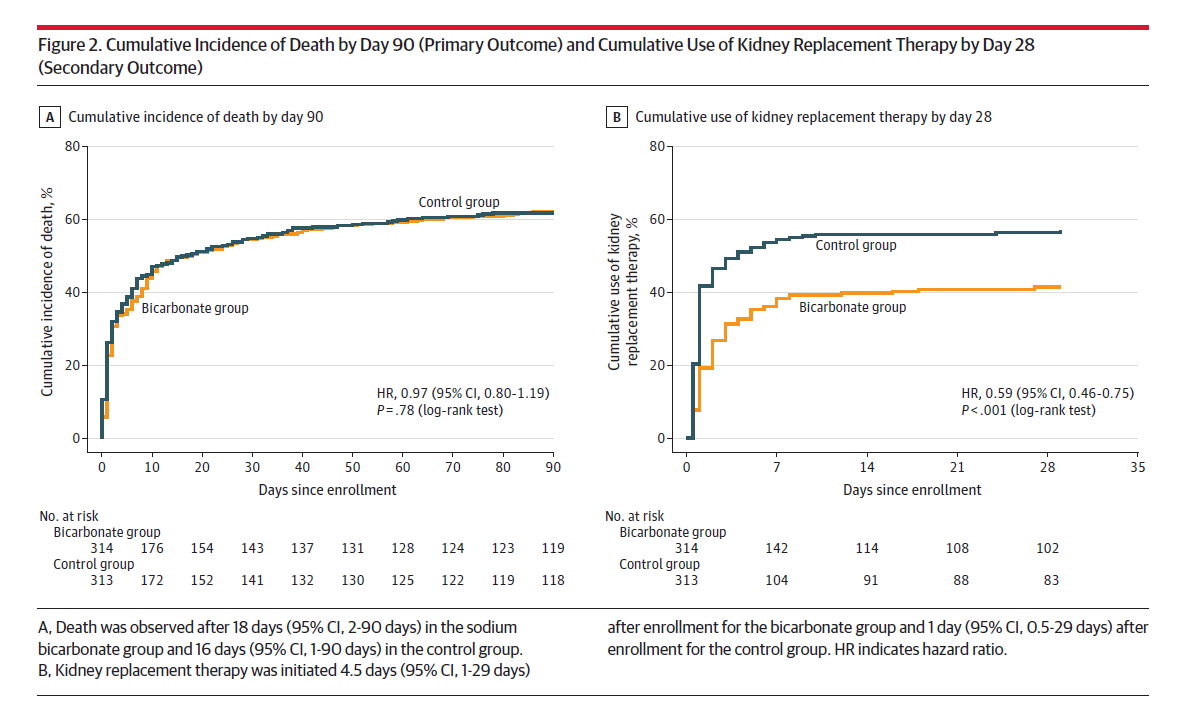 Figure 2. Cumulative Incidence of Death by Day 90 (Primary Outcome) and Cumulative Use of Kidney Replacement Therapy by Day 28
(Secondary Outcome)
A Cumulative incidence of death by day 90
80
60
40
20
0
Cumulative incidence of death, %
Control group
Bicarbonate group
HR, 0.97 (95% CI, 0.80-1.19)
P=.78 (log-rank test)
0 10 20 30 40 50 60 70 80 90
Days since enrollment
No. at risk
Bicarbonate group
314 176 154 143 137 131 128 124 123 119
Control group
313 172 152 141 132 130 125 122 119 118
B Cumulative use of kidney replacement therapy by day 28
80
60
40
20
0
Cumulative use of kidney
replacement therapy, %
Control group
Bicarbonate group
HR, 0.59 (95% CI, 0.46-0.75)
P<.001 (log-rank test)
0 7 14 21 28 35
Days since enrollment
No. at risk
Bicarbonate group
314 142 114 108 102
Control group
313 104 91 88 83
A, Death was observed after 18 days (95% CI, 2-90 days) in the sodium
bicarbonate group and 16 days (95% CI, 1-90 days) in the control group.
B, Kidney replacement therapy was initiated 4.5 days (95% CI, 1-29 days)
after enrollment for the bicarbonate group and 1 day (95% CI, 0.5-29 days) after
enrollment for the control group. HR indicates hazard ratio.